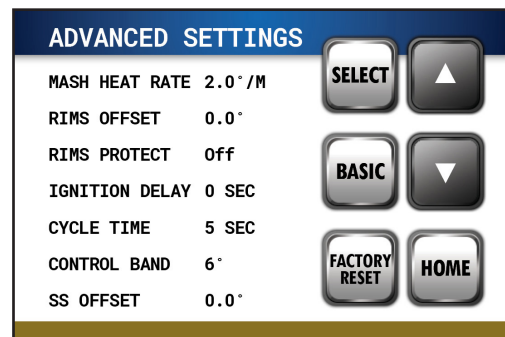 ADVANCED SETTINGS
MASH HEAT RATE 2.0°/M
RIMS OFFSET 0.0°
RIMS PROTECT Off
IGNITION DELAY 0 SEC
CYCLE TIME 5 SEC
CONTROL BAND 6°
SS OFFSET 0.0°
SELECT
BASIC
FACTORY
RESET
HOME